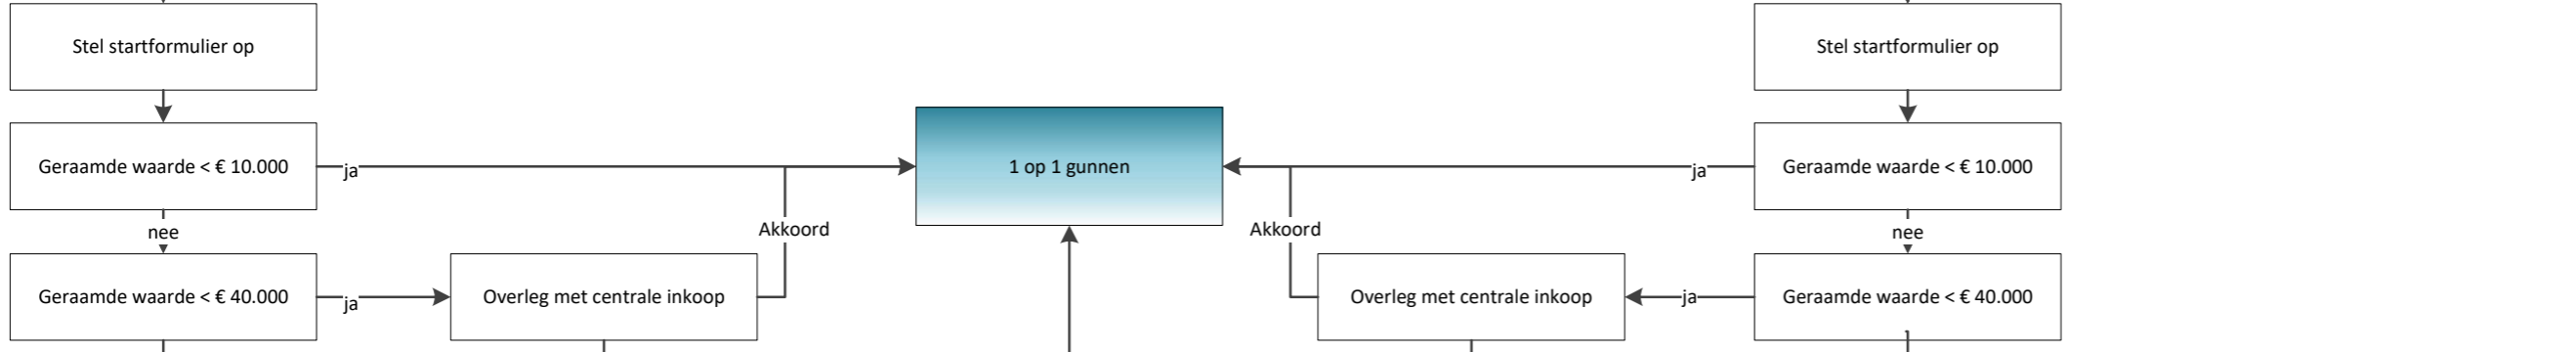 Stel startformulier op
Stel startformulier op
Geraamde waarde < € 10.000
ja
1 op 1 gunnen
ja
Geraamde waarde < € 10.000
nee
Akkoord
Akkoord
nee
Geraamde waarde < € 40.000
ja
Overleg met centrale inkoop
Overleg met centrale inkoop
ja
Geraamde waarde < € 40.000